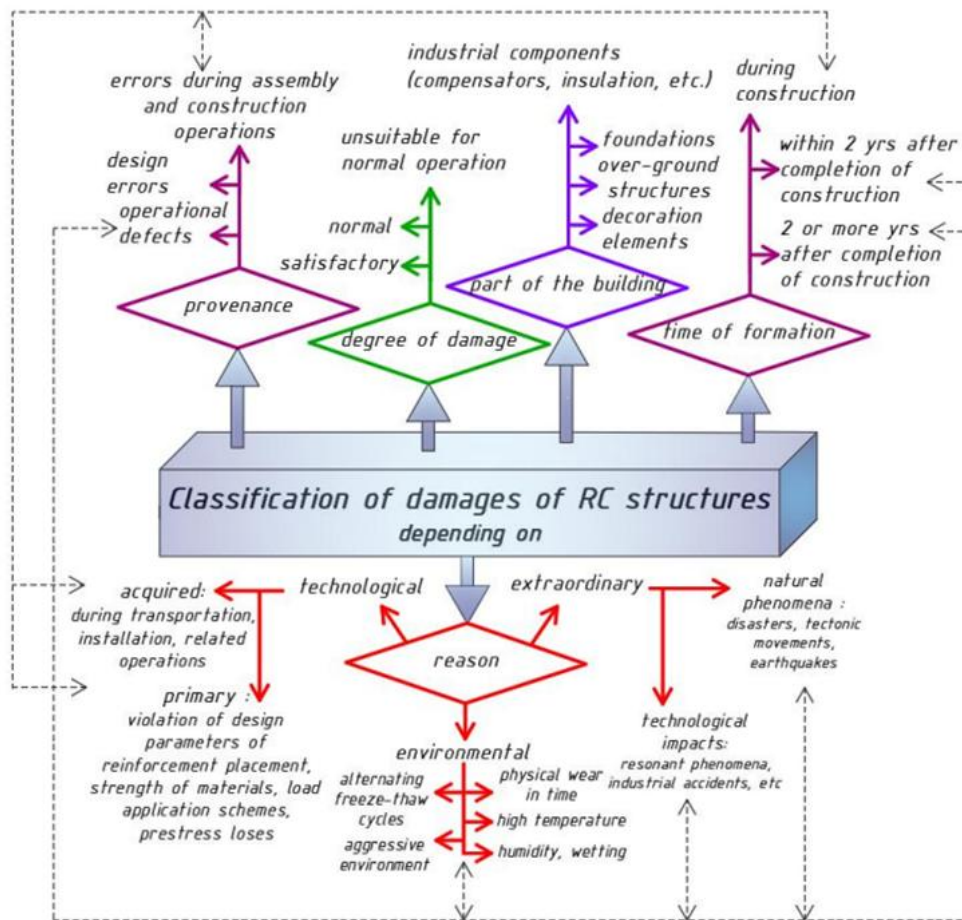 errors during assembly
and construction
operations
design
errors
operational
defects
provenance
unsuitable for
normal operation
normal
satisfactory
degree of damage
industrial components
(compensators, insulation, etc.)
foundations
over-ground
structures
decoration
elements
part of the building
during
construction
within 2 yrs after
completion of
construction
2 or more yrs
after completion
of construction
time of formation
Classification of damages of RC structures
depending on
acquired:
during transportation,
installation, related
operations
technological
primary :
violation of design
parameters of
reinforcement placement,
strength of materials, load
application schemes,
prestress loses
reason
extraordinary
natural
phenomena :
disasters, tectonic
movements,
earthquakes
technological
impacts:
resonant phenomena,
industrial accidents, etc
environmental
alternating
freeze-thaw
cycles
aggressive
environment
physical wear
in time
high temperature
humidity, wetting